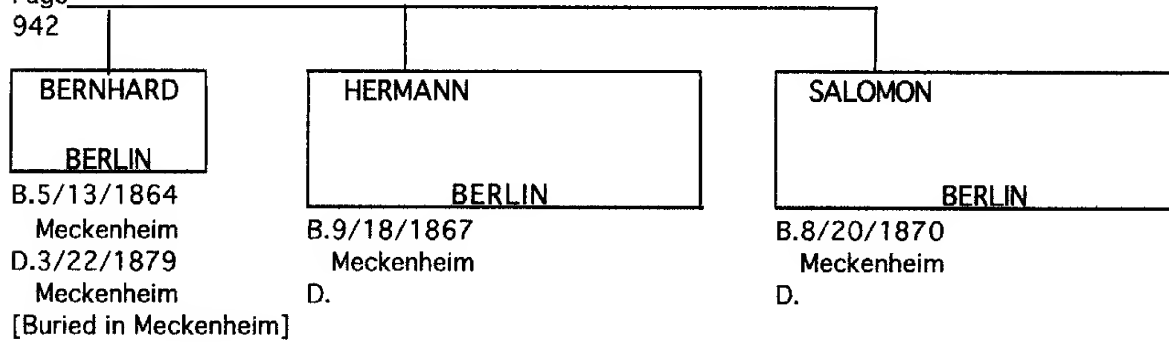 Page
942
BERNHARD
BERLIN
B.5/13/1864
Meckenheim
D.3/22/1879
Meckenheim
[Buried in Meckenheim]
HERMANN
BERLIN
B.9/18/1867
Meckenheim
D.
SALOMON
BERLIN
B.8/20/1870
Meckenheim
D.